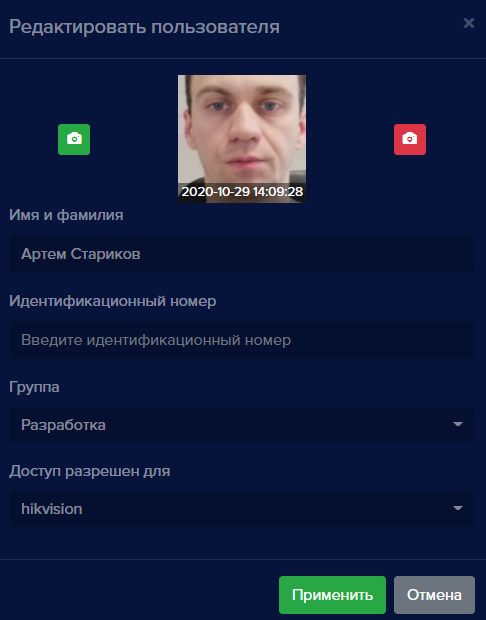 Редактировать пользователя
×
2020-10-29 14:09:28
Имя и фамилия
Артем Стариков
Идентификационный номер
Введите идентификационный номер
Группа
Разработка
Доступ разрешен для
hikvision
Применить
Отмена